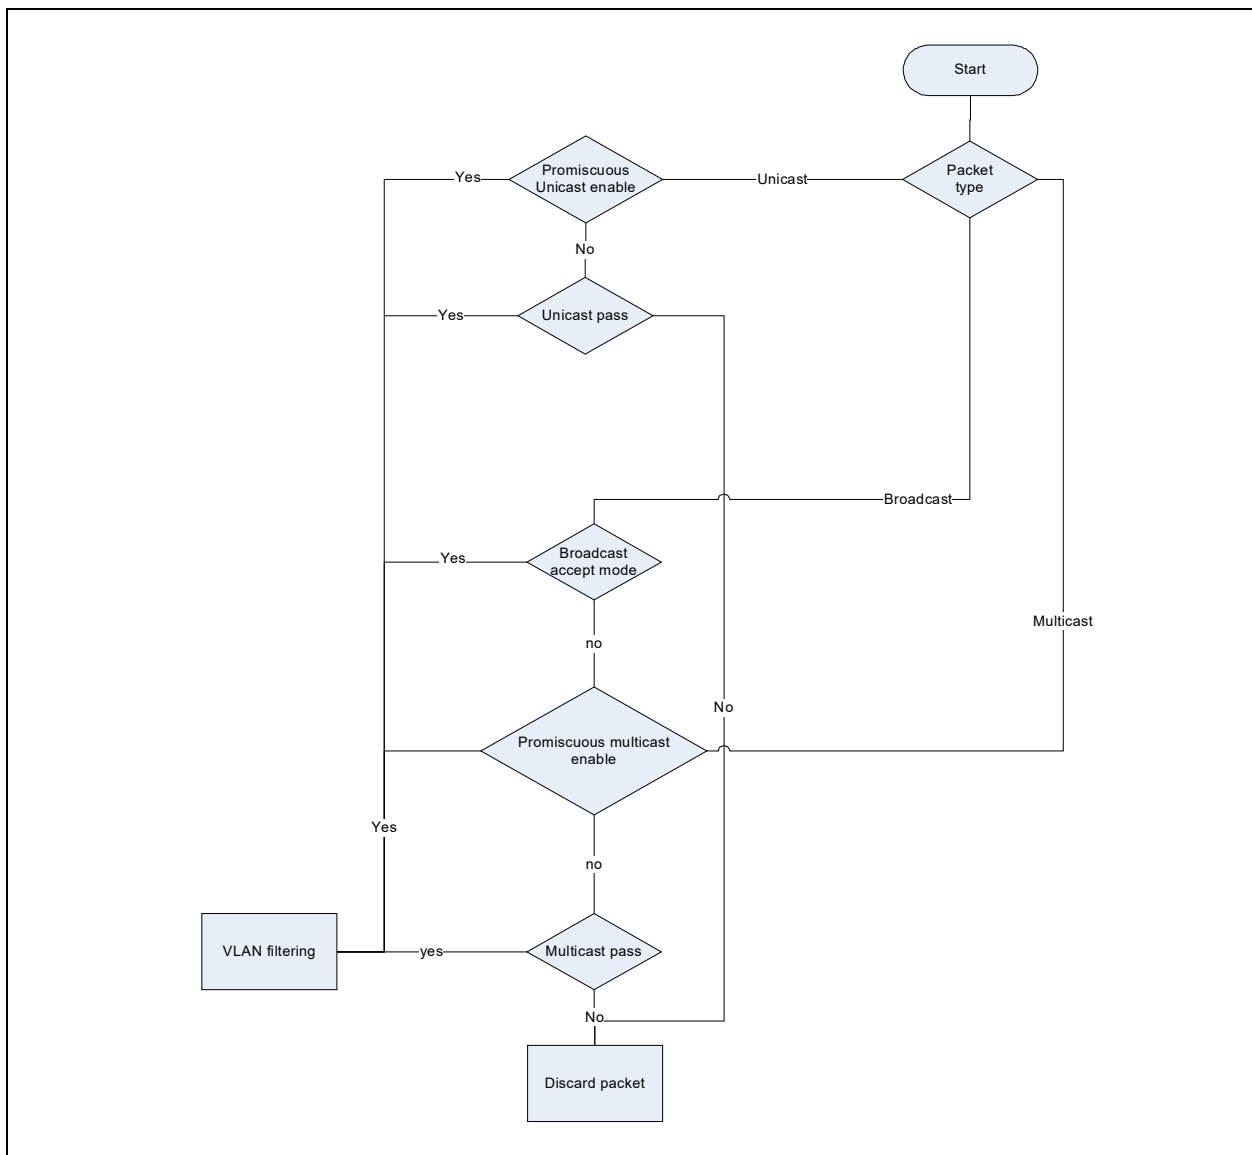 Start
Packet
type
Unicast
Promiscuous
Unicast enable
Yes
No
Unicast pass
Yes
Broadcast
Broadcast
accept mode
Yes
no
Multicast
No
Promiscuous multicast
enable
Yes
no
Multicast pass
yes
VLAN filtering
No
Discard packet